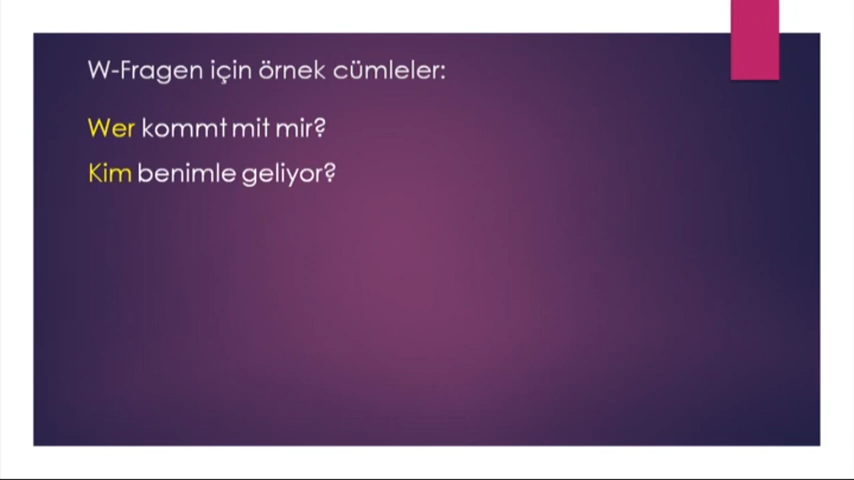 W-Fragen için örnek cümleler:
Wer kommt mit mir?
Kim benimle geliyor?